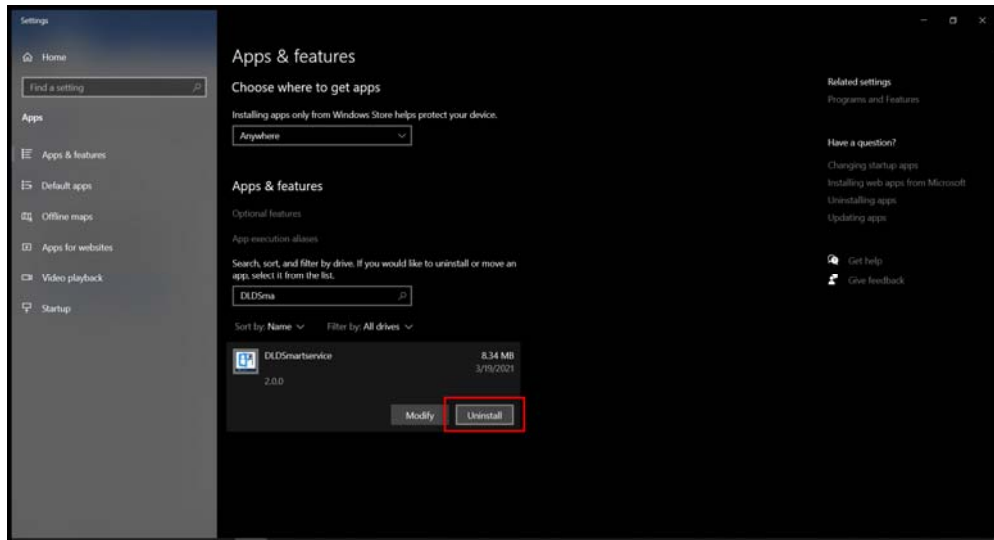 Settings
Home
Find a setting
Apps
Apps & features
Default apps
Offline maps
Apps for websites
Video playback
Startup
Apps & features
Choose where to get apps
Installing apps only from Windows Store helps protect your device.
Anywhere
Apps & features
Optional features
App execution aliases
Search, sort, and filter by drive. If you would like to uninstall or move an
app, select it from the list.
DLDSma
Sort by: Name Filter by: All drives
DLDSmartservice 8.34 MB
3/19/2021
2.0.0
Modify Uninstall
Related settings
Programs and Features
Have a question?
Changing startup apps
Installing web apps from Microsoft
Uninstalling apps
Updating apps
Get help
Give feedback